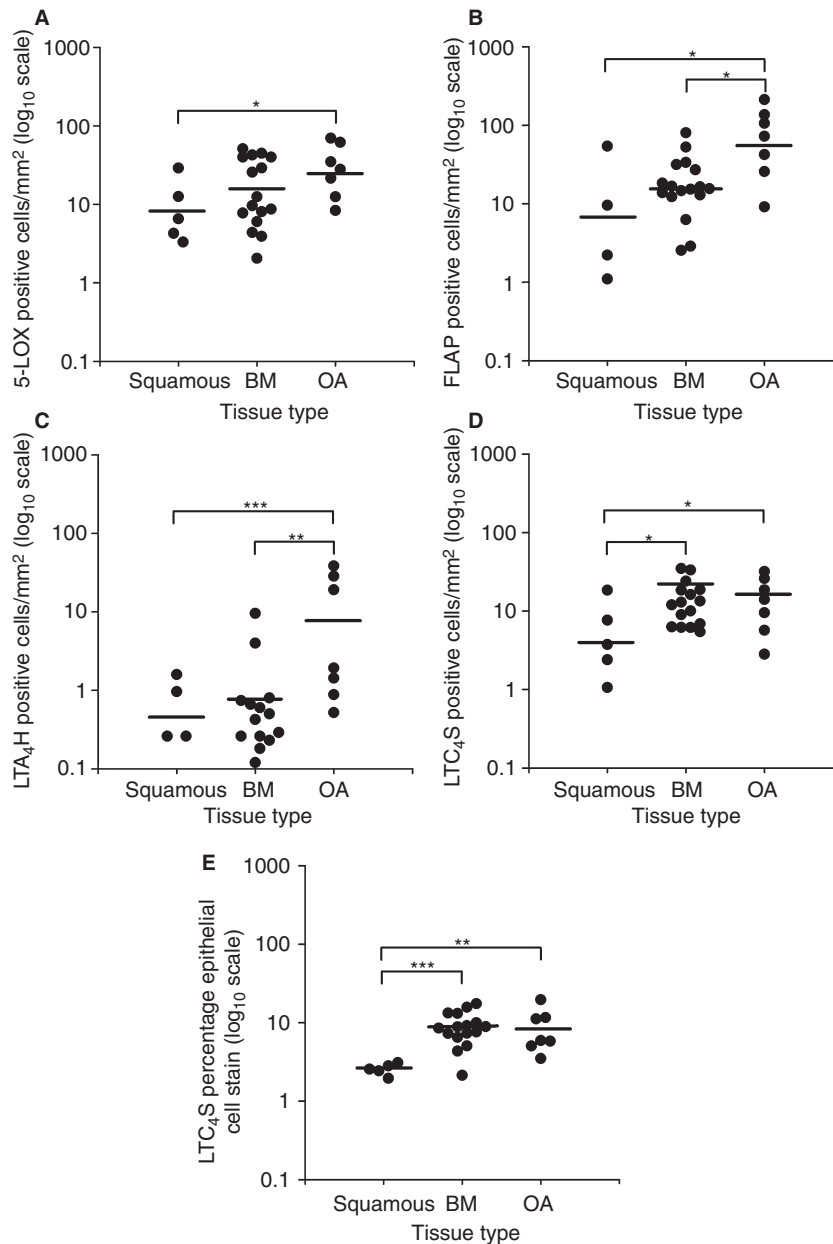 A
5-LOX positive cells/mm² (log₁₀ scale)
1000
100
10
1
0.1
*
Squamous BM OA
Tissue type
B
FLAP positive cells/mm² (log₁₀ scale)
1000
100
10
1
0.1
*
*
Squamous BM OA
Tissue type
C
LTA₄H positive cells/mm² (log₁₀ scale)
1000
100
10
1
0.1
***
**
Squamous BM OA
Tissue type
D
LTC₄S positive cells/mm² (log₁₀ scale)
1000
100
10
1
0.1
*
*
Squamous BM OA
Tissue type
E
LTC₄S percentage epithelial
cell stain (log₁₀ scale)
1000
100
10
1
0.1
**
***
Squamous BM OA
Tissue type